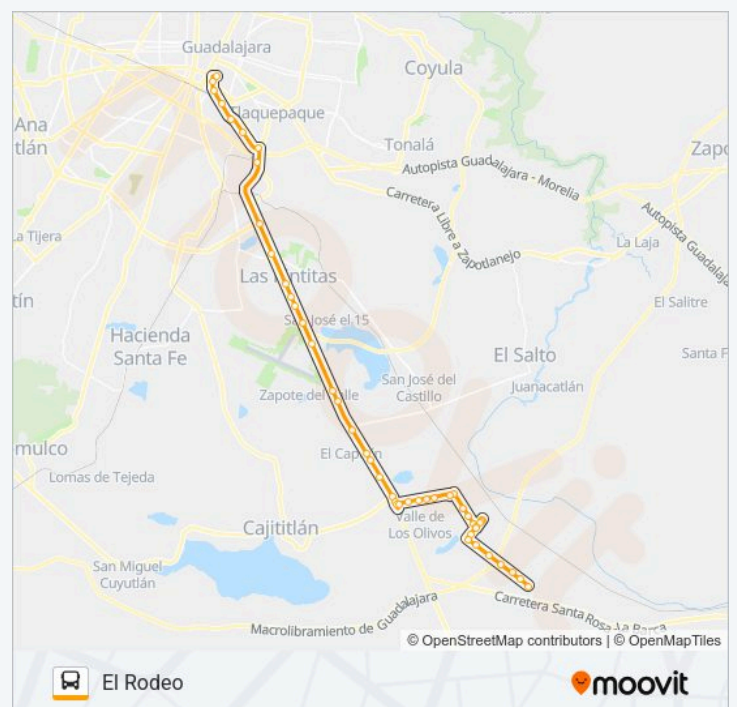 Guadalajara
Coyula
Tlaquepaque
Ana
tlán
Tonalá
Zapo
Autopista Guadalajara - Morelia
Carretera Libre a Zapotlanejo
Autopista Guadalaja
La Tijera
La Laja
Las Pintitas
tín
El Salitre
San José el 15
Hacienda
Santa Fe
El Salto
Santa F
San José del
Castillo
Juanacatlán
Zapote del Valle
omulco
El Capulín
Lomas de Tejeda
Cajititlán
Valle de
Los Olivos
San Miguel
Cuyutlán
Carretera Santa Rosa-La Barca
Macrolibramiento de Guadalajara
© OpenStreetMap contributors | © OpenMapTiles
El Rodeo
moovit